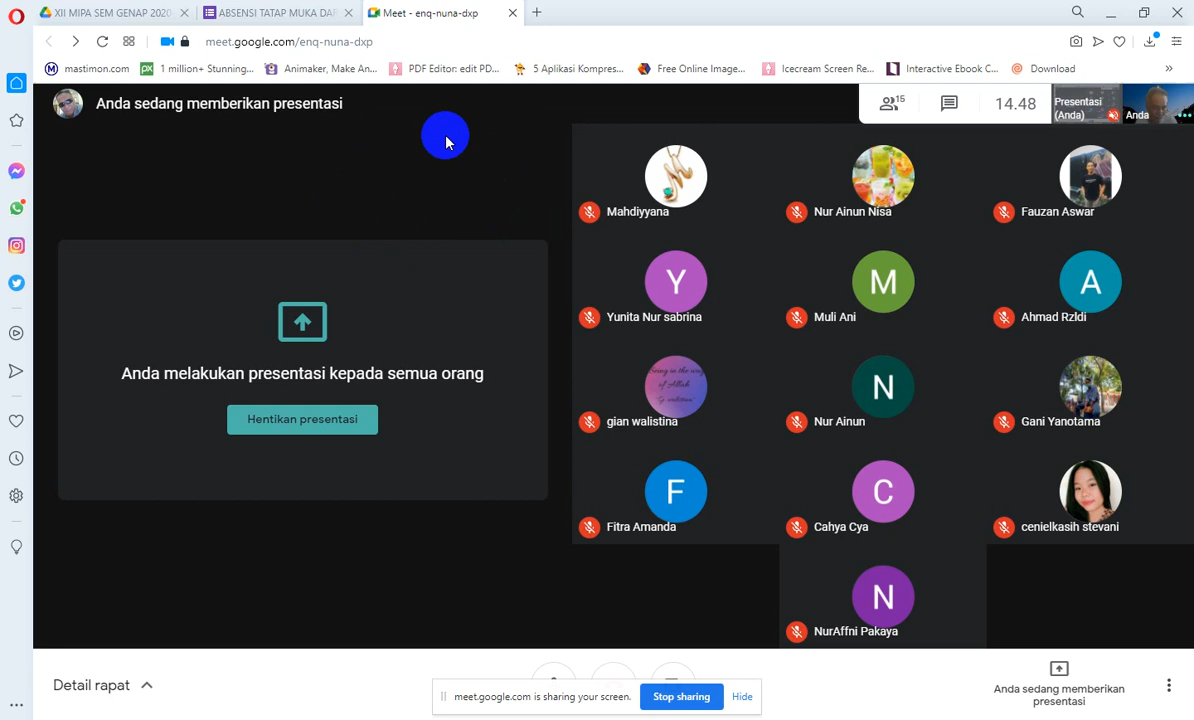 XII MIPA SEM GENAP 2020
ABSENSI TATAP MUKA DAR
Meet - enq-nuna-dxp
meet.google.com/enq-nuna-dxp
mastimon.com
1 million+ Stunning...
Animaker, Make An...
PDF Editor: edit PD...
5 Aplikasi Kompres...
Free Online Image...
Icecream Screen Re...
Interactive Ebook C...
Download
»
Anda sedang memberikan presentasi
15
14.48
Presentasi
(Anda)
Anda
Mahdiyyana
Nur Ainun Nisa
Fauzan Aswar
Y
M
A
Yunita Nur sabrina
Muli Ani
Ahmad RzIdi
Anda melakukan presentasi kepada semua orang
Hentikan presentasi
N
gian walistina
Nur Ainun
Gani Yanotama
F
C
Fitra Amanda
Cahya Cya
cenielkasih stevani
N
NurAffni Pakaya
Detail rapat
meet.google.com is sharing your screen.
Stop sharing
Hide
Anda sedang memberikan
presentasi